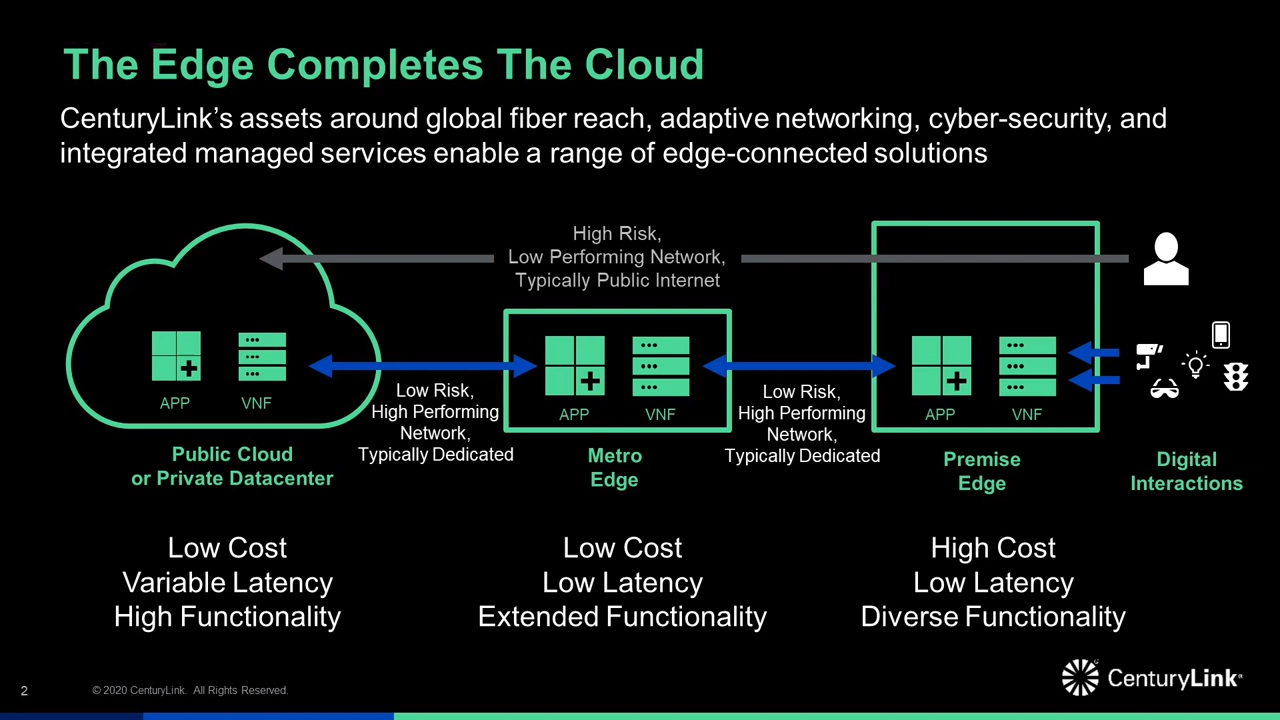 The Edge Completes The Cloud
CenturyLink’s assets around global fiber reach, adaptive networking, cyber-security, and
integrated managed services enable a range of edge-connected solutions
High Risk,
Low Performing Network,
Typically Public Internet
APP
VNF
Low Risk,
High Performing
Network,
Typically Dedicated
APP
VNF
Low Risk,
High Performing
Network,
Typically Dedicated
APP
VNF
Public Cloud
or Private Datacenter
Metro
Edge
Premise
Edge
Digital
Interactions
Low Cost
Variable Latency
High Functionality
Low Cost
Low Latency
Extended Functionality
High Cost
Low Latency
Diverse Functionality
2
© 2020 CenturyLink. All Rights Reserved.
CenturyLink